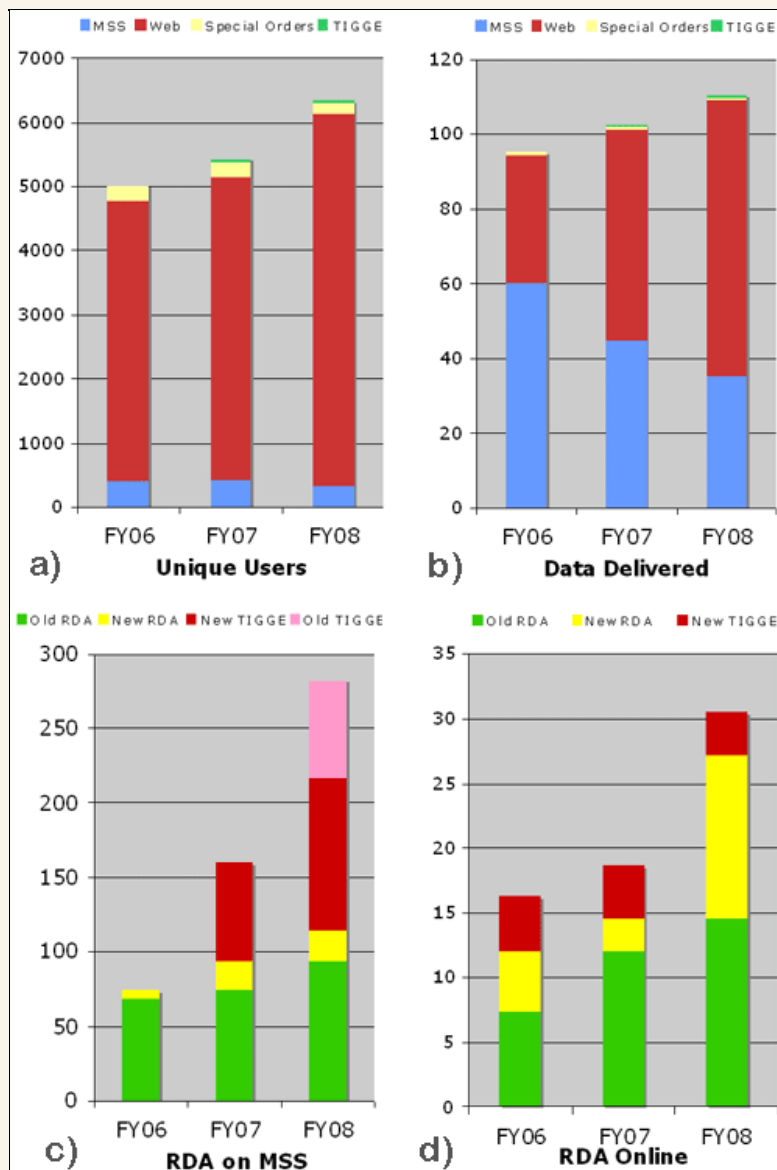 MSS Web Special Orders TIGGE
7000
6000
5000
4000
3000
2000
1000
0
FY06 FY07 FY08
a) Unique Users
MSS Web Special Orders TIGGE
120
100
80
60
40
20
0
FY06 FY07 FY08
b) Data Delivered
Old RDA New RDA New TIGGE Old TIGGE
300
250
200
150
100
50
0
FY06 FY07 FY08
c) RDA on MSS
Old RDA New RDA New TIGGE
35
30
25
20
15
10
5
0
FY06 FY07 FY08
d) RDA Online